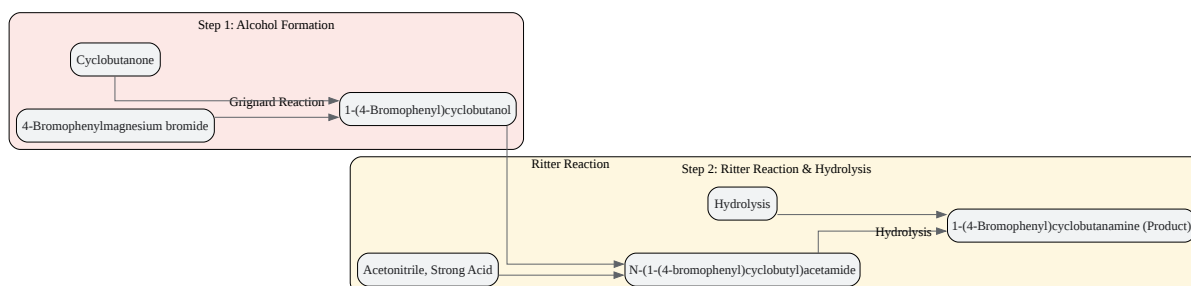 Step 1: Alcohol Formation
Cyclobutanone
Grignard Reaction
4-Bromophenylmagnesium bromide
1-(4-Bromophenyl)cyclobutanol
Ritter Reaction
Step 2: Ritter Reaction & Hydrolysis
Hydrolysis
1-(4-Bromophenyl)cyclobutanamine (Product)
Hydrolysis
Acetonitrile, Strong Acid
N-(1-(4-bromophenyl)cyclobutyl)acetamide